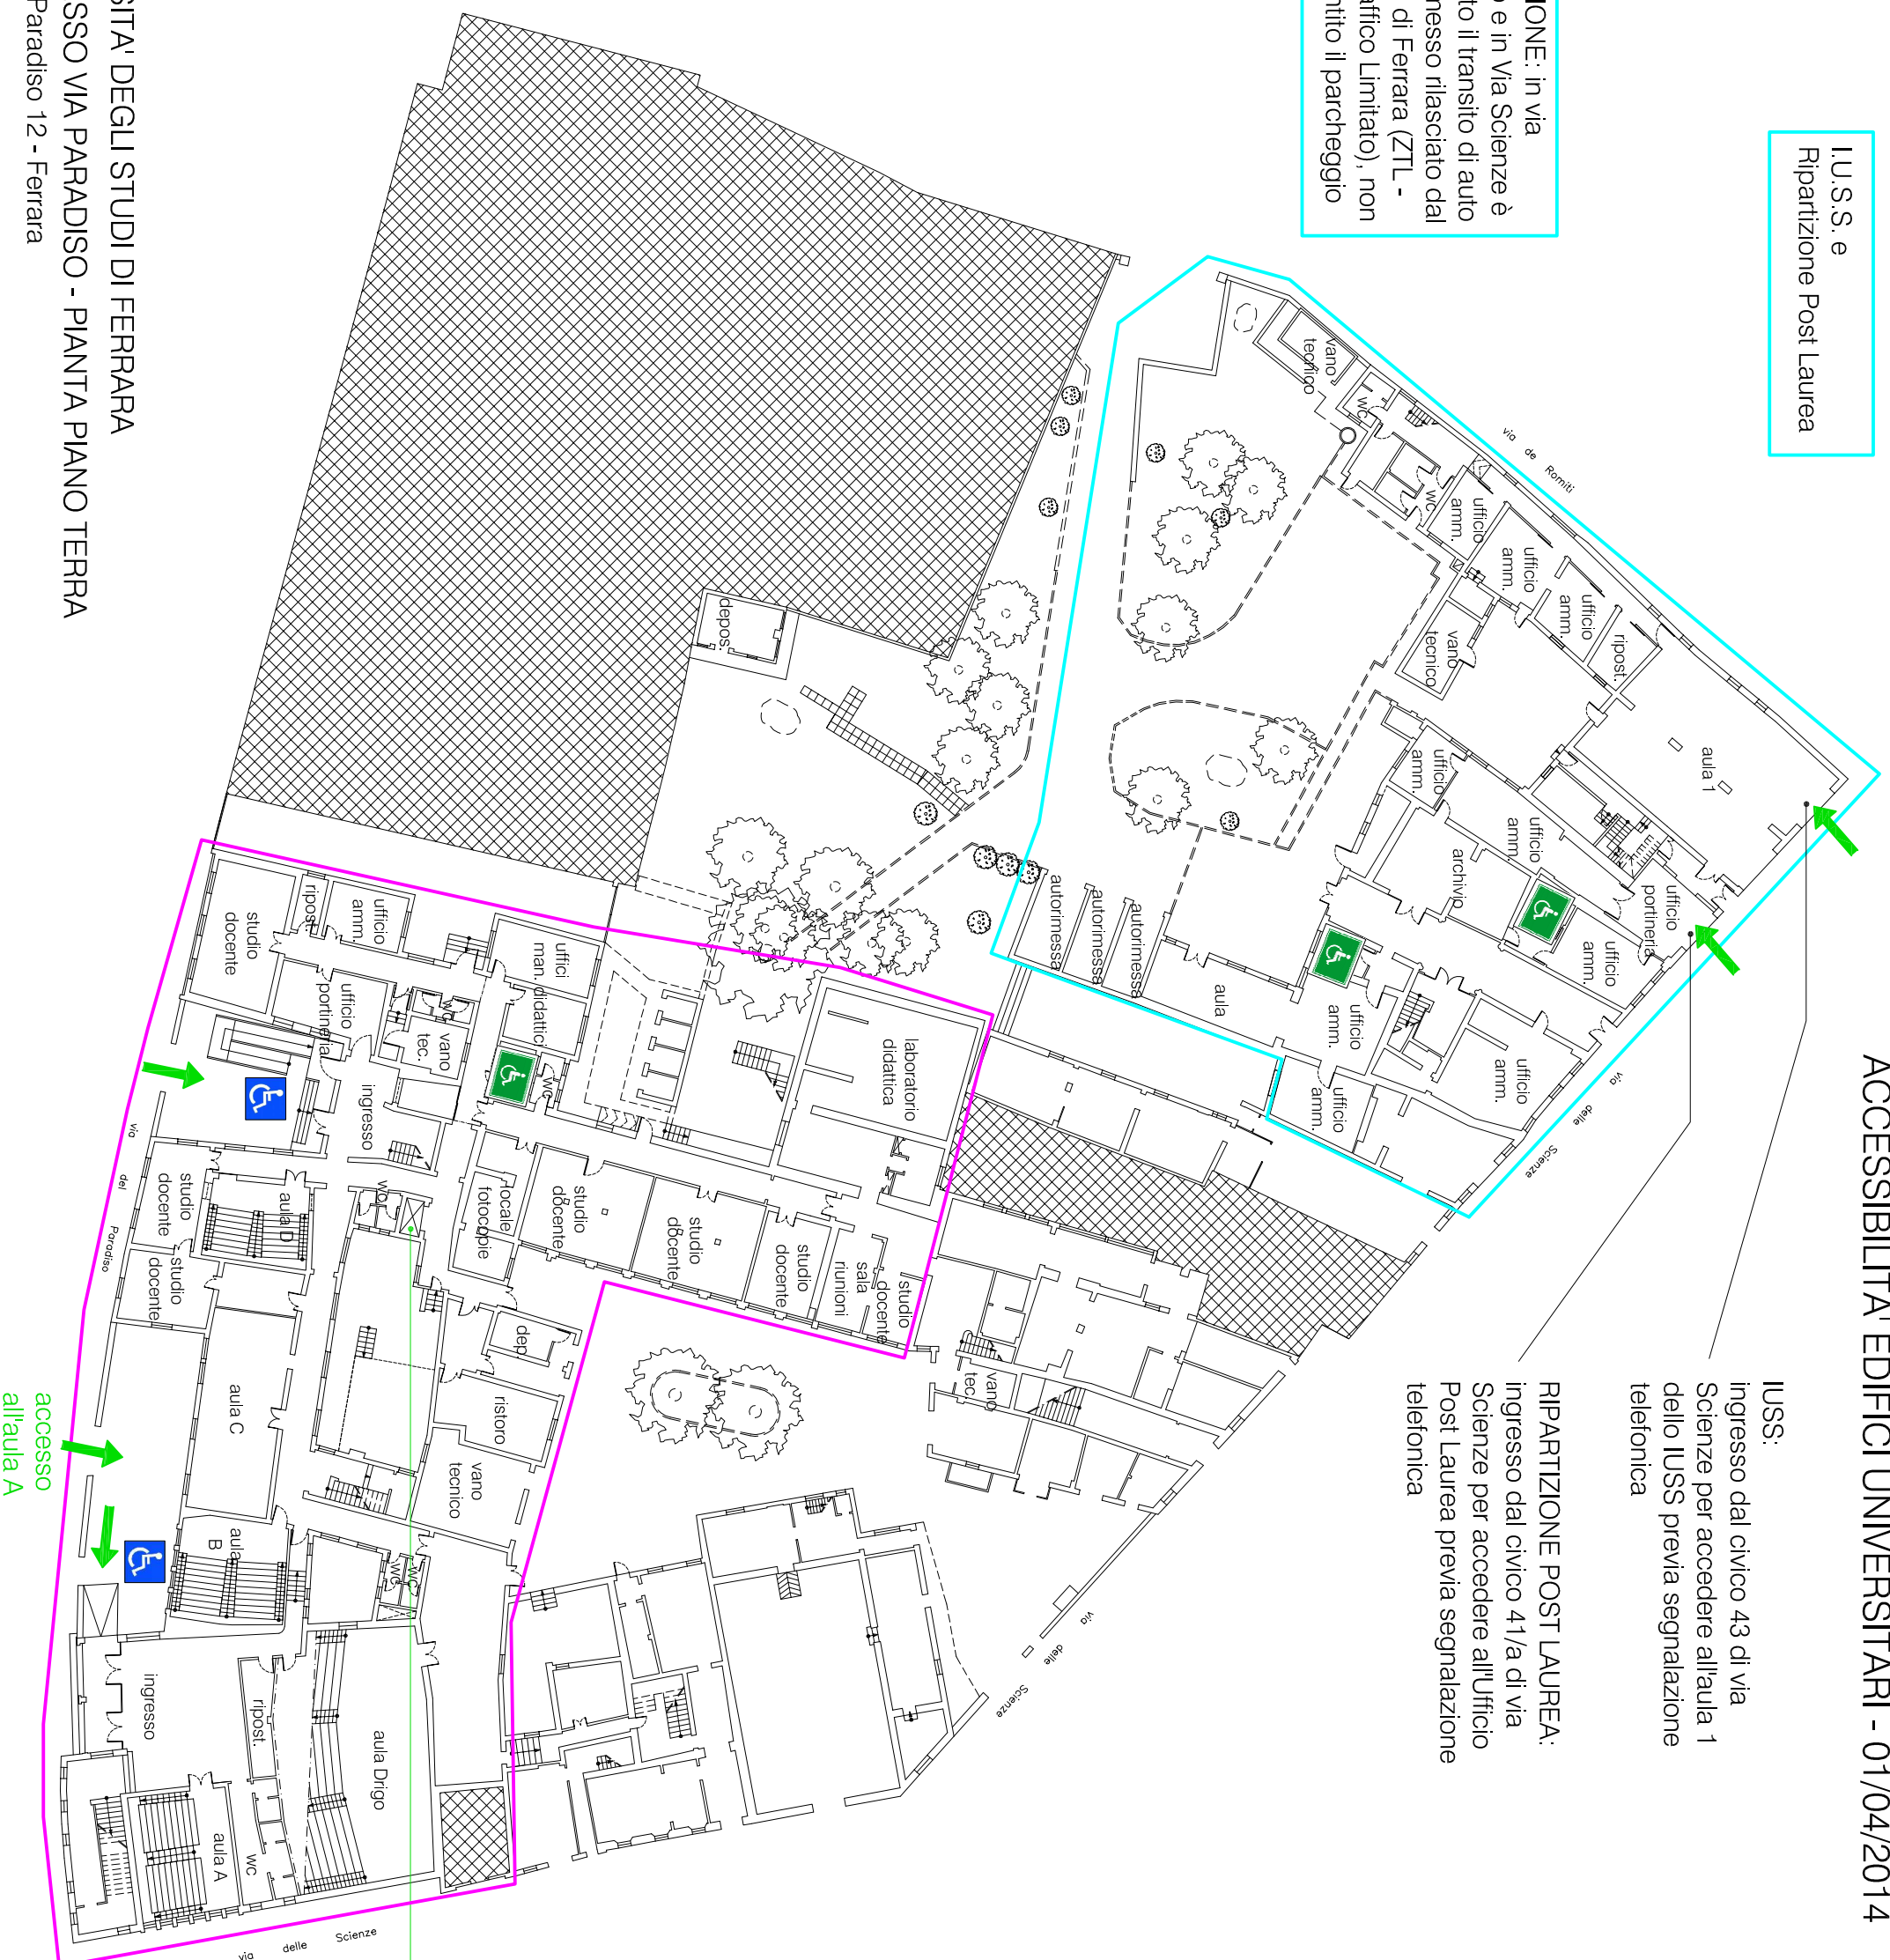 ACCESSIBILITA' EDIFICI UNIVERSITARI - 01/04/2014
I.U.S.S. e
Ripartizione Post Laurea
IONE: in via
e in Via Scienze è
to il transito di auto
nesso rilasciato dal
di Ferrara (ZTL -
affico Limitato), non
ntito il parcheggio
IUSS:
ingresso dal civico 43 di via
Scienze per accedere all'aula 1
dello IUSS previa segnalazione
telefonica
RIPARTIZIONE POST LAUREA:
ingresso dal civico 41/a di via
Scienze per accedere all'Ufficio
Post Laurea previa segnalazione
telefonica
via de Romiti
vano
tecnico
wc
wc
ufficio
amm.
ufficio
amm.
ufficio
amm.
ripost.
vano
tecnico
aula 1
ufficio
amm.
ufficio
amm.
archivi
ufficio
portineria
ufficio
amm.
autorimessa
autorimessa
autorimessa
aula
ufficio
amm.
ufficio
amm.
ufficio
amm.
via delle Scienze
depos.
studio
docente
ripost.
ufficio
amm.
uffici
man. didattici
ufficio
portineria
wc
vano
tec.
wc
ingresso
laboratorio
didattica
via del Paradiso
studio
docente
aula D
wc
locale
fotocopie
studio
docente
studio
docente
studio
docente
sala
riunioni
studio
docente
studio
docente
dep.
vano
tec.
aula C
ristoro
vano
tecnico
aula
B
wc
wc
via delle Scienze
ingresso
ripost.
aula Drigo
aula A
wc
via delle Scienze
accesso
all'aula A
SITA' DEGLI STUDI DI FERRARA
SSO VIA PARADISO - PIANTA PIANO TERRA
Paradiso 12 - Ferrara